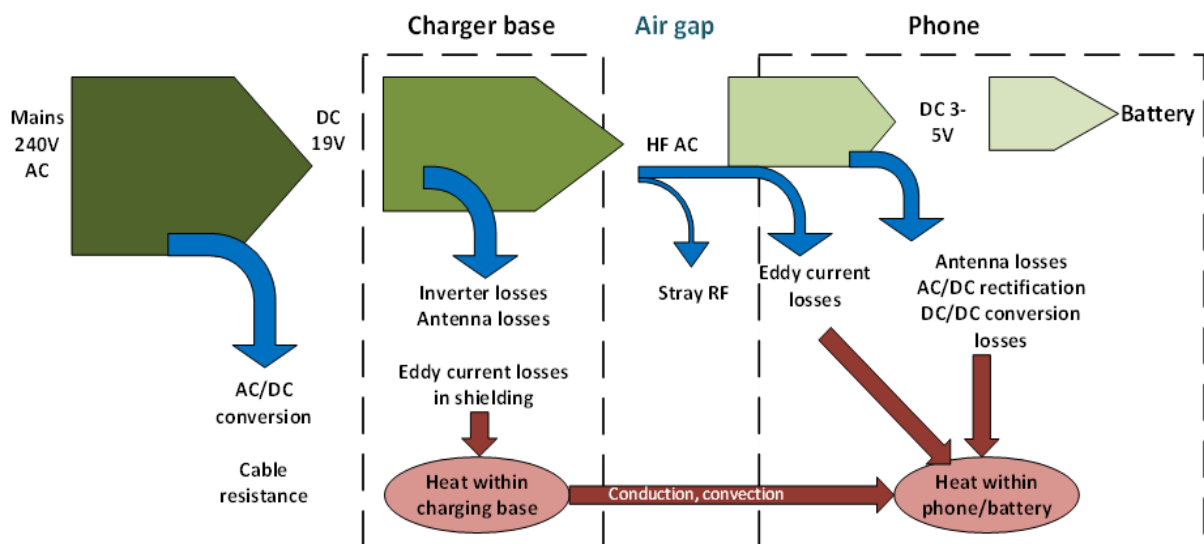 Charger base
Air gap
Phone
Mains
240V
AC
DC
19V
HF AC
DC 3-
5V
Battery
Inverter losses
Antenna losses
Stray RF
Eddy current
losses
Antenna losses
AC/DC rectification
DC/DC conversion
losses
AC/DC
conversion
Eddy current losses
in shielding
Cable
resistance
Heat within
charging base
Conduction, convection
Heat within
phone/battery